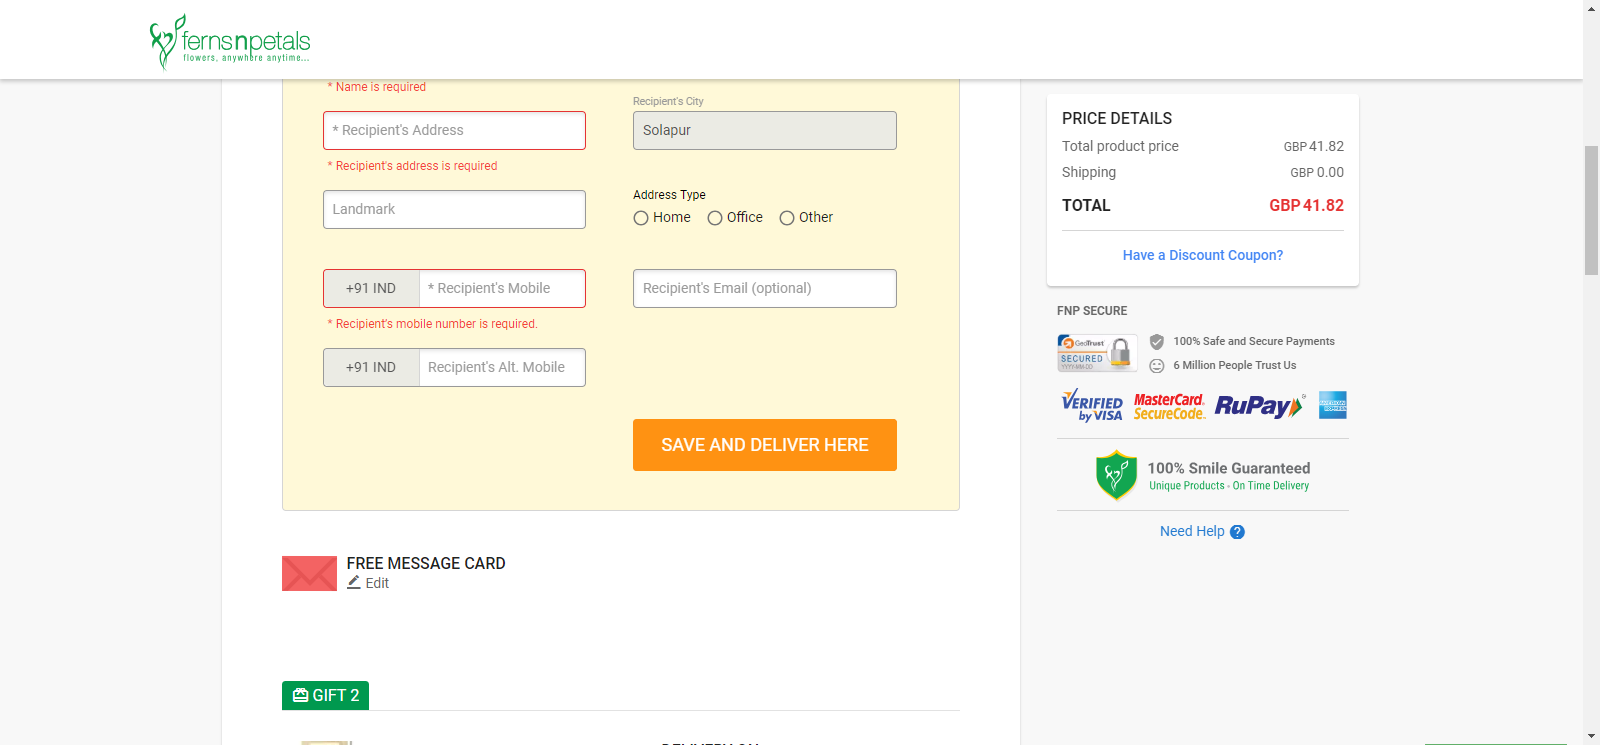 fernsnpetals
flowers, anywhere anytime...
* Name is required
Recipient's City
* Recipient's Address
Solapur
* Recipient's address is required
Landmark
Address Type
Home
Office
Other
+91 IND
* Recipient's Mobile
Recipient's Email (optional)
* Recipient's mobile number is required.
+91 IND
Recipient's Alt. Mobile
SAVE AND DELIVER HERE
FREE MESSAGE CARD
Edit
GIFT 2
PRICE DETAILS
Total product price GBP 41.82
Shipping GBP 0.00
TOTAL GBP 41.82
Have a Discount Coupon?
FNP SECURE
GeoTrust
SECURED
YYYY-MM-DD
100% Safe and Secure Payments
6 Million People Trust Us
VERIFIED
by VISA
MasterCard
SecureCode
RuPay
100% Smile Guaranteed
Unique Products - On Time Delivery
Need Help ?